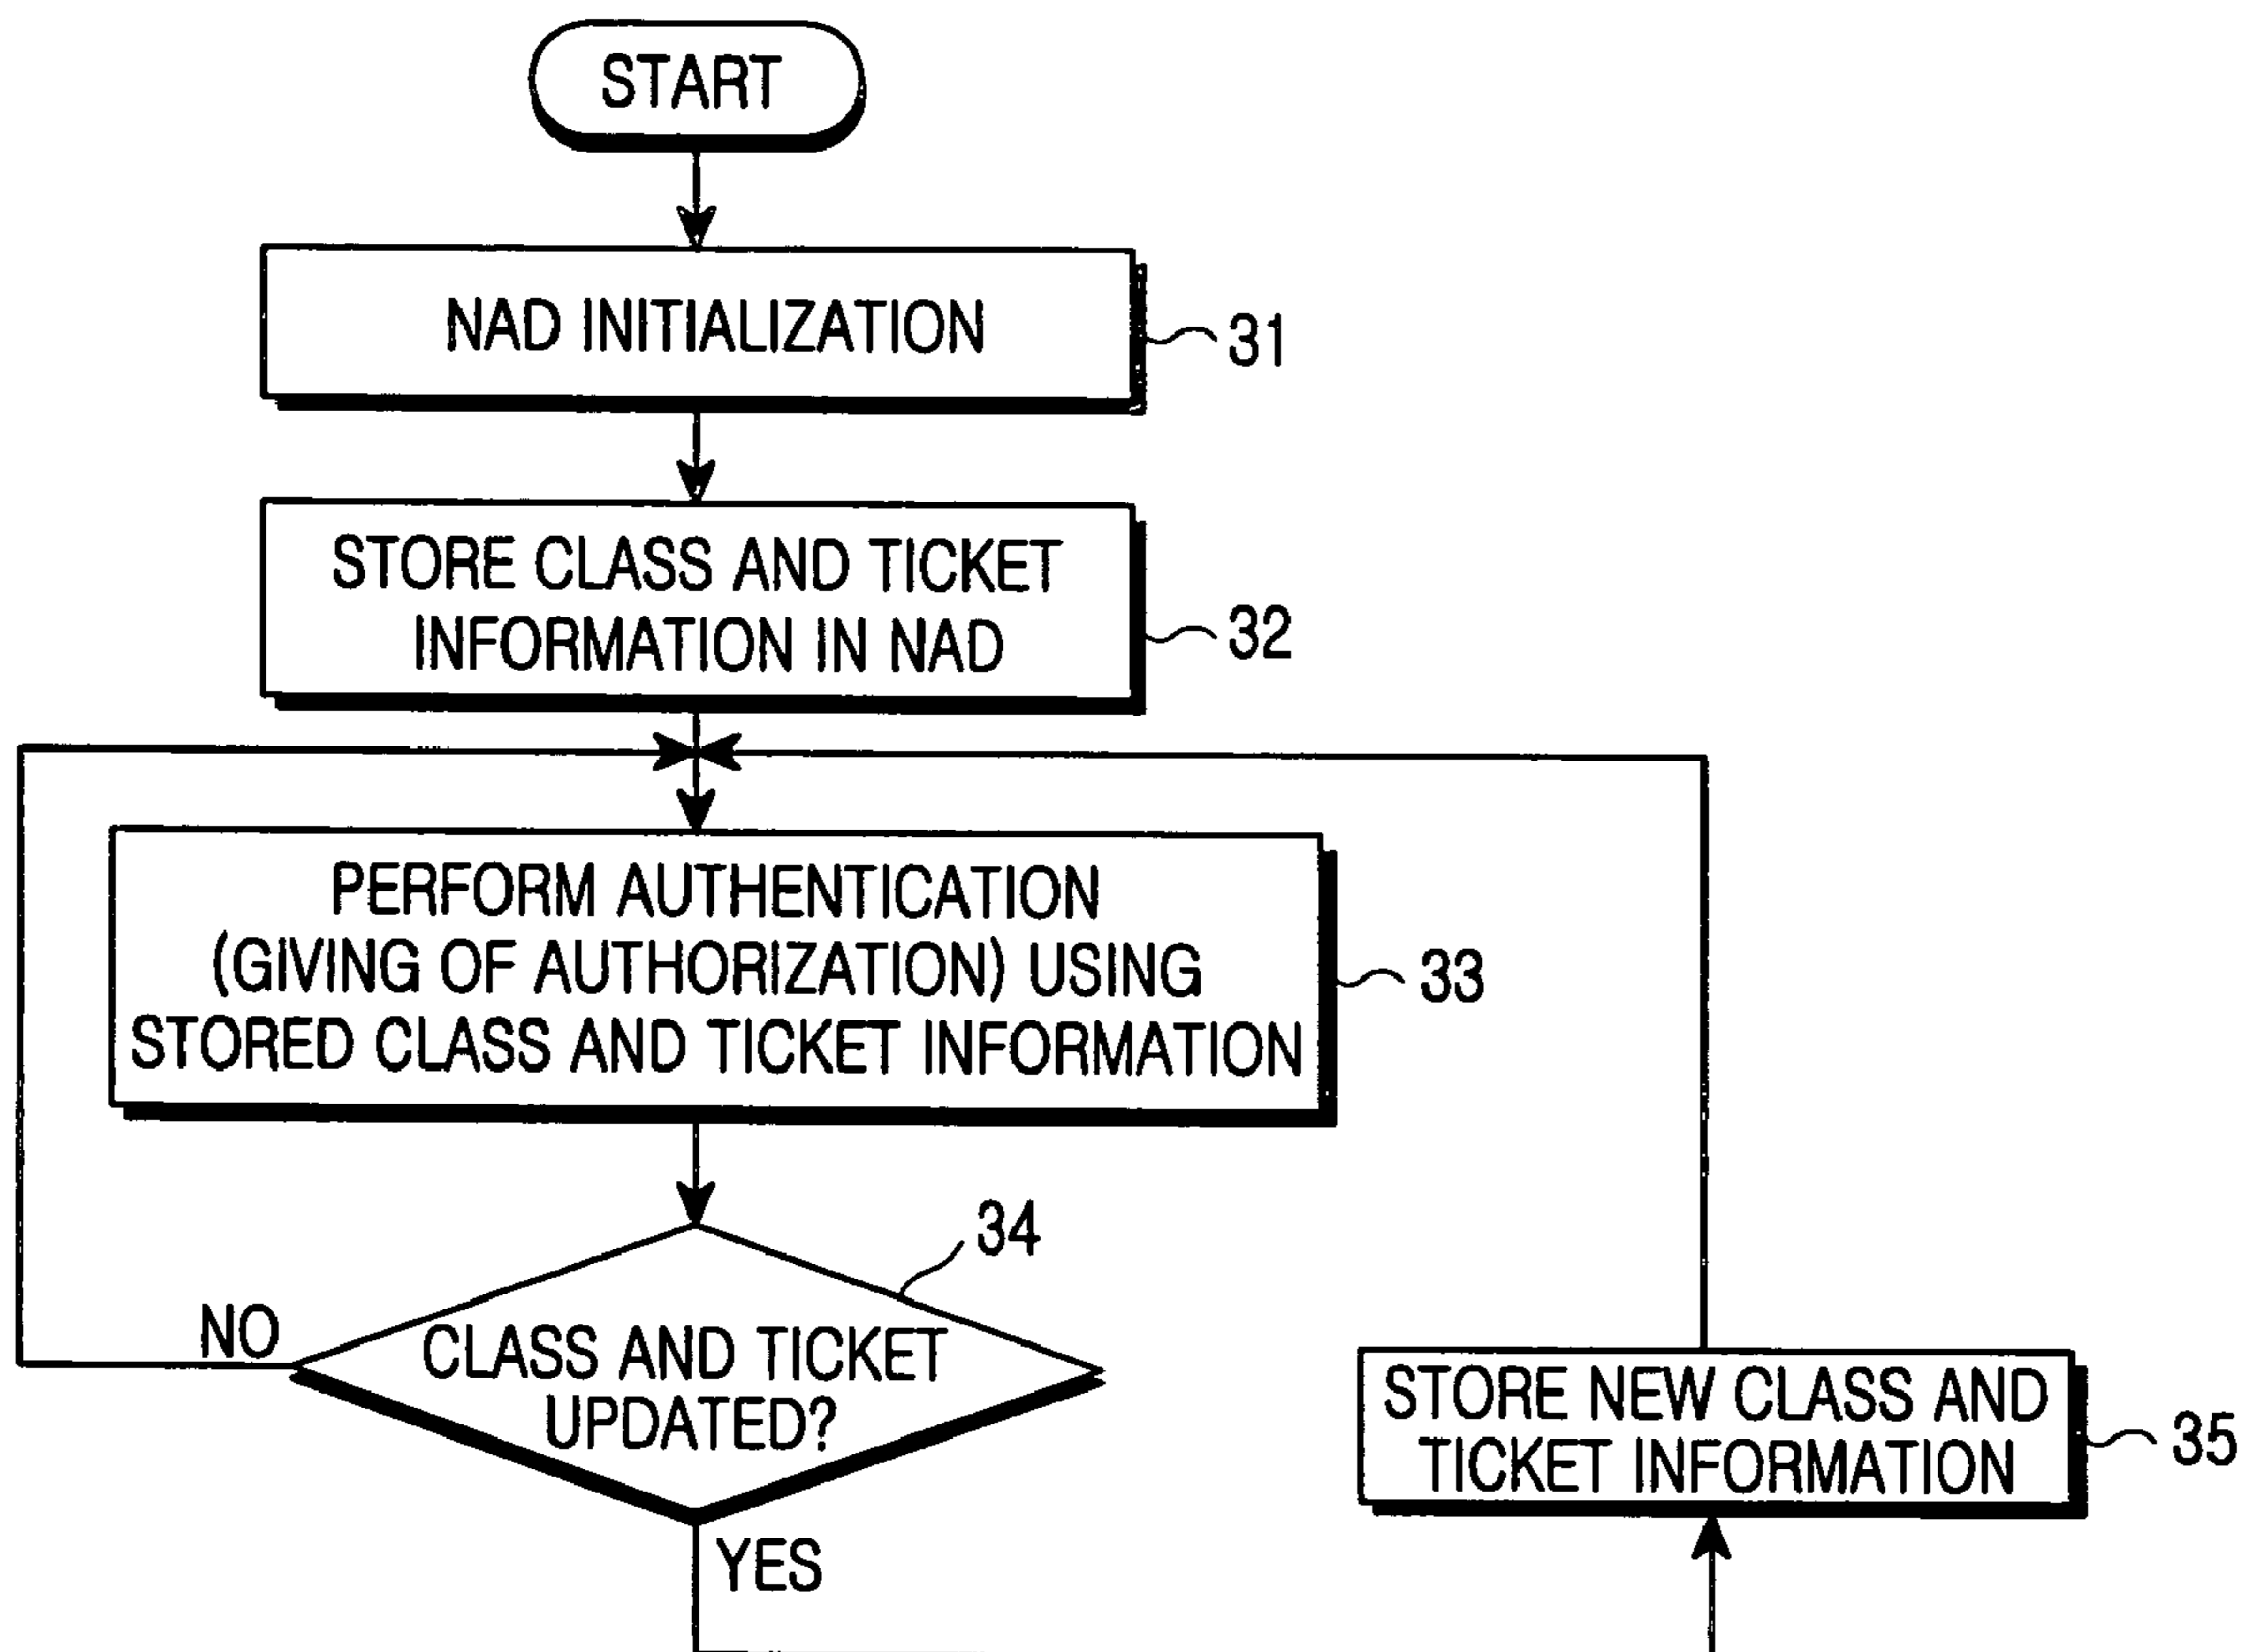 START
NAD INITIALIZATION
31
STORE CLASS AND TICKET
INFORMATION IN NAD
32
PERFORM AUTHENTICATION
(GIVING OF AUTHORIZATION) USING
STORED CLASS AND TICKET INFORMATION
33
34
NO
CLASS AND TICKET
UPDATED?
YES
STORE NEW CLASS AND
TICKET INFORMATION
35